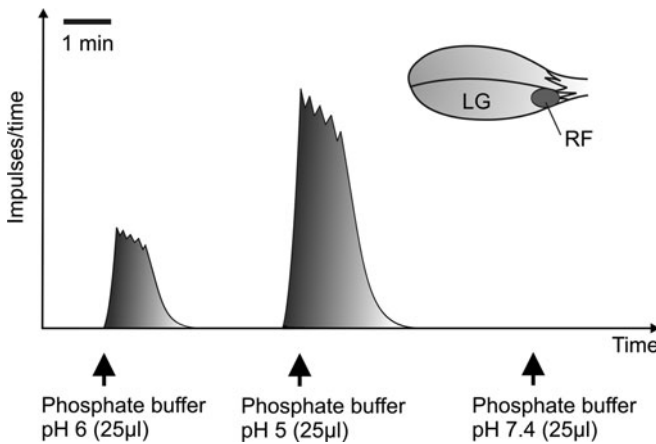 1 min
Impulses/time
LG
RF
Time
Phosphate buffer
pH 6 (25µl)
Phosphate buffer
pH 5 (25µl)
Phosphate buffer
pH 7.4 (25µl)